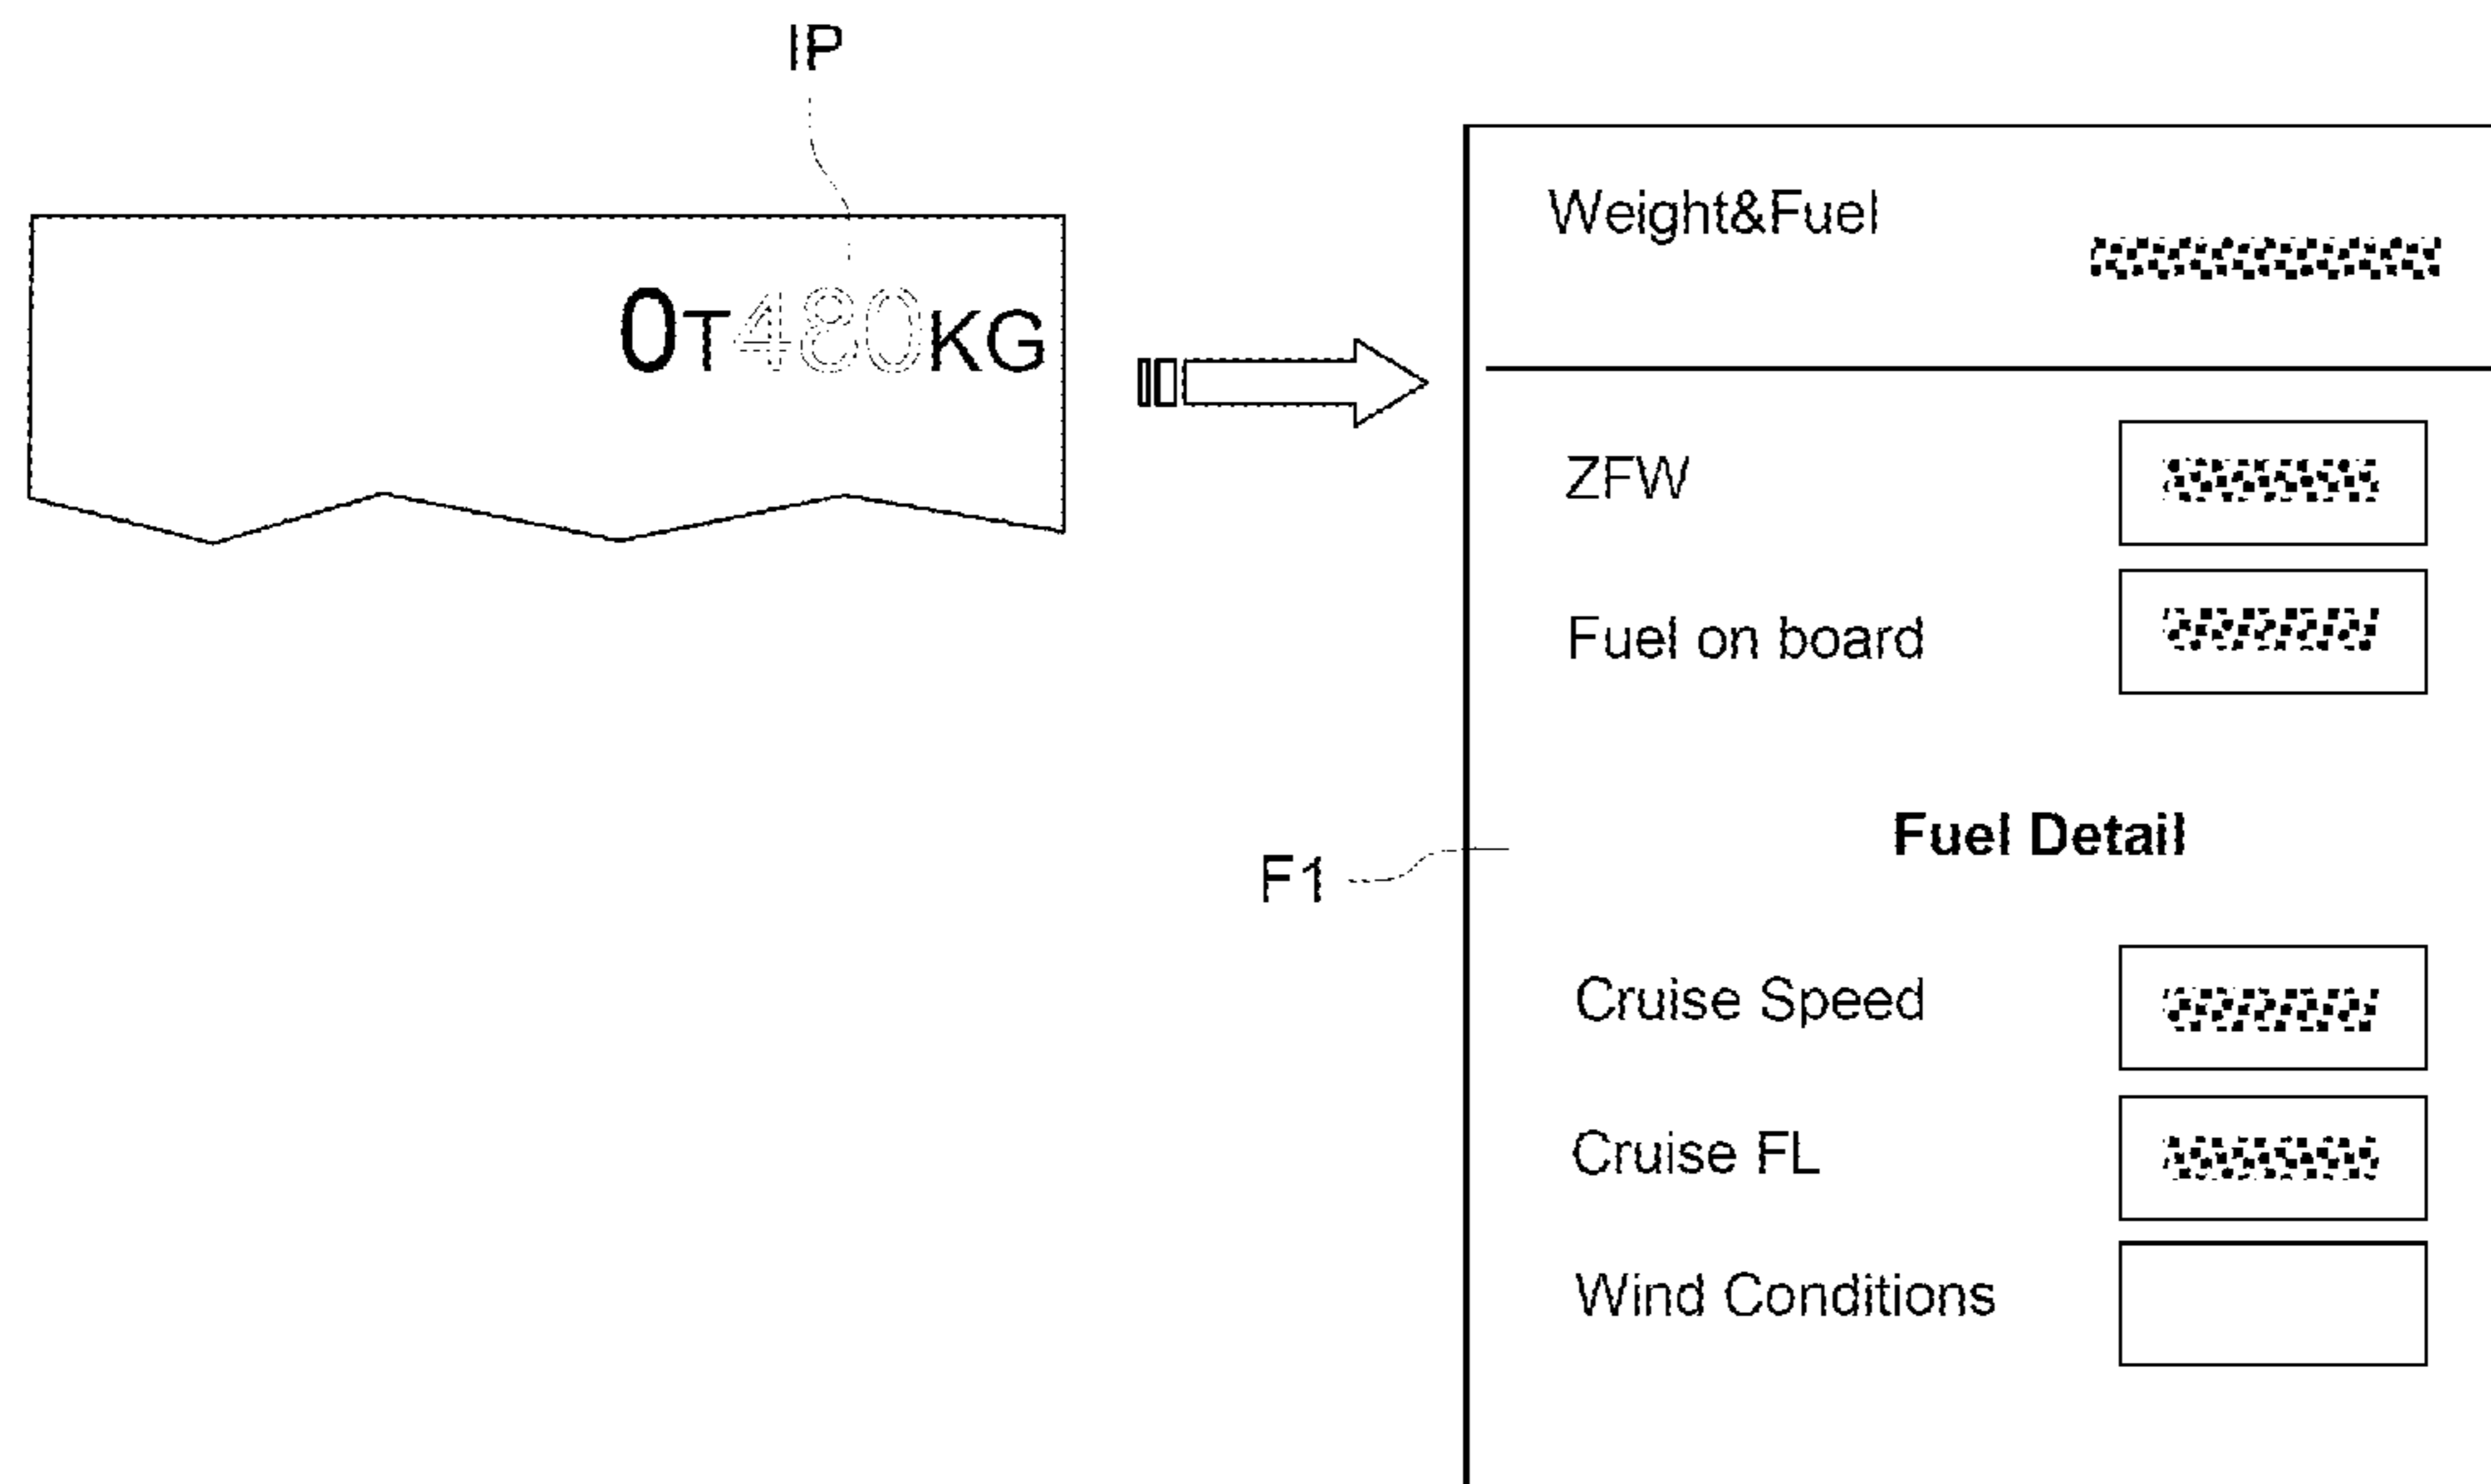 IP
0T480KG
Weight&Fuel
ZFW
Fuel on board
Fuel Detail
F1
Cruise Speed
Cruise FL
Wind Conditions